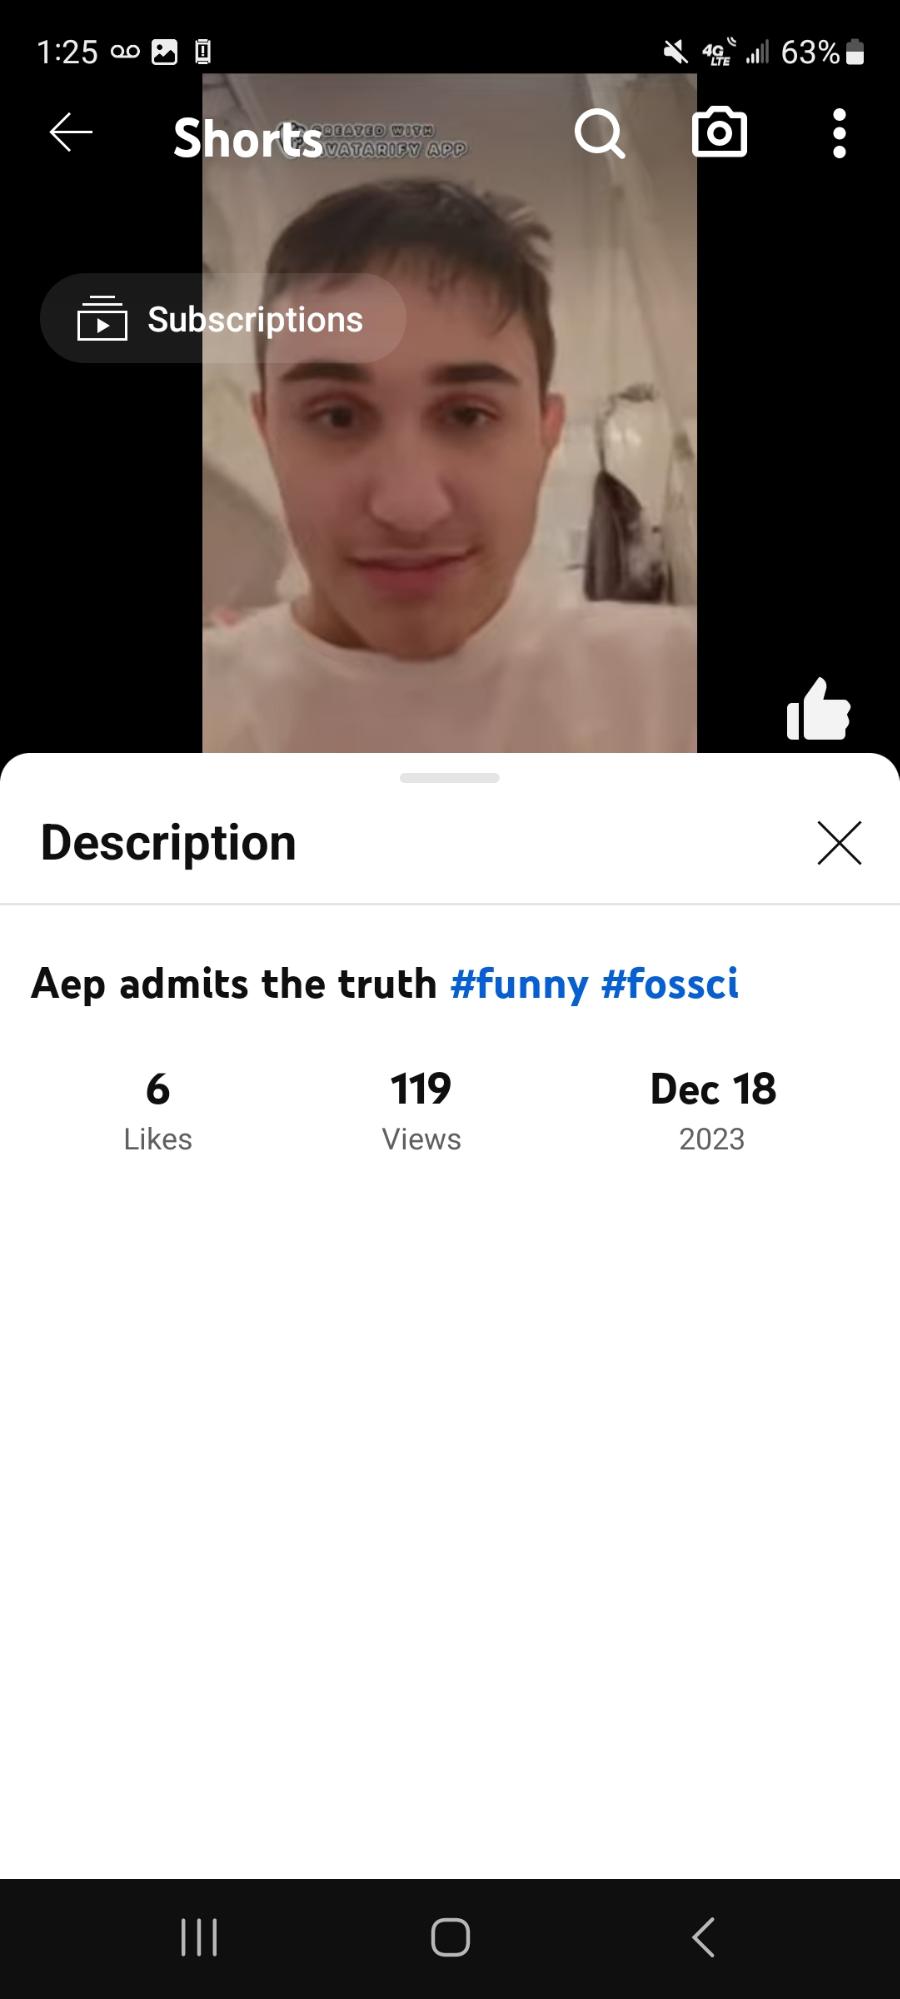 1:25
4G LTE 63%
Shorts
CREATED WITH
AVATARIFY APP
Subscriptions
Description
Aep admits the truth #funny #fossci
6 119 Dec 18
Likes Views 2023